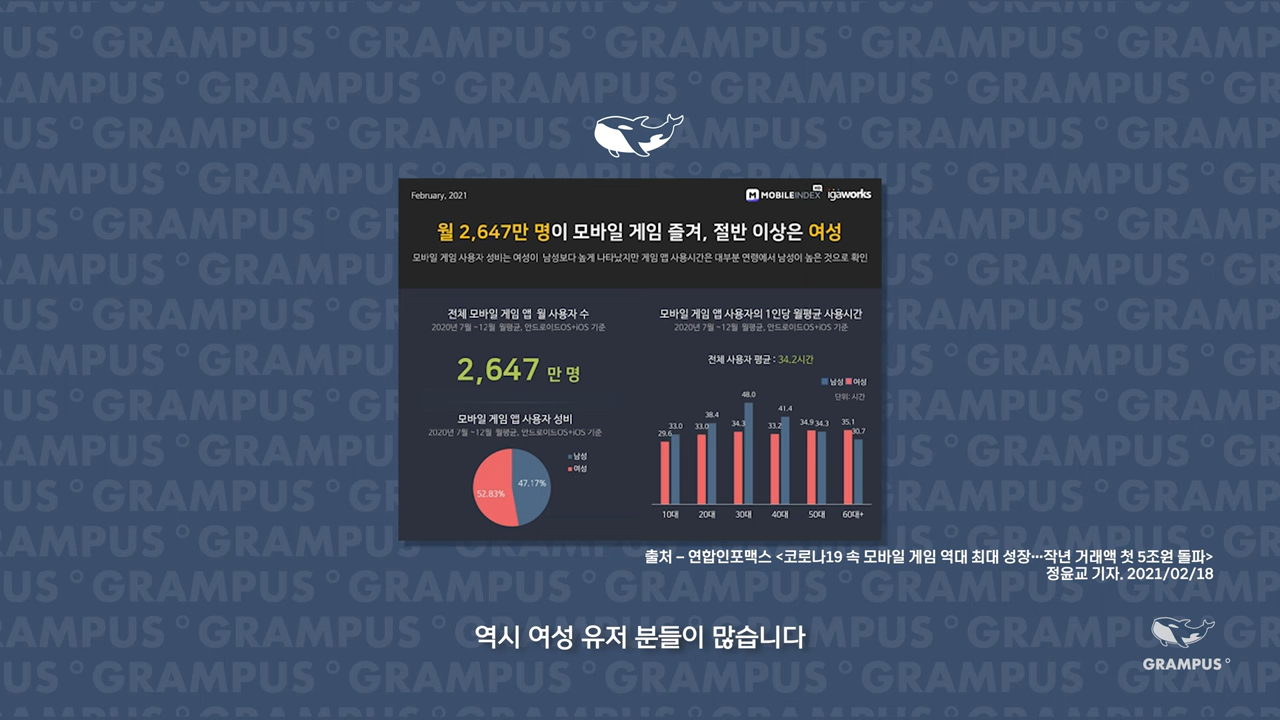 February, 2021
MOBILEINDEX HD igaworks
월 2,647만 명이 모바일 게임 즐겨, 절반 이상은 여성
모바일 게임 사용자 성비는 여성이 남성보다 높게 나타났지만 게임 앱 사용시간은 대부분 연령에서 남성이 높은 것으로 확인
전체 모바일 게임 앱 월 사용자 수
2020년 7월 ~12월 월평균, 안드로이드OS+iOS 기준
2,647 만 명
모바일 게임 앱 사용자 성비
2020년 7월 ~12월 월평균, 안드로이드OS+iOS 기준
남성
여성
52.83%
47.17%
모바일 게임 앱 사용자의 1인당 월평균 사용시간
2020년 7월 ~12월 월평균, 안드로이드OS+iOS 기준
전체 사용자 평균 : 34.2시간
남성 여성
단위: 시간
29.6 33.0 33.0 38.4 34.3 48.0 33.2 41.4 34.9 34.3 35.1 30.7
10대 20대 30대 40대 50대 60대+
출처 – 연합인포맥스 <코로나19 속 모바일 게임 역대 최대 성장…작년 거래액 첫 5조원 돌파>
정윤교 기자. 2021/02/18
역시 여성 유저 분들이 많습니다
GRAMPUS